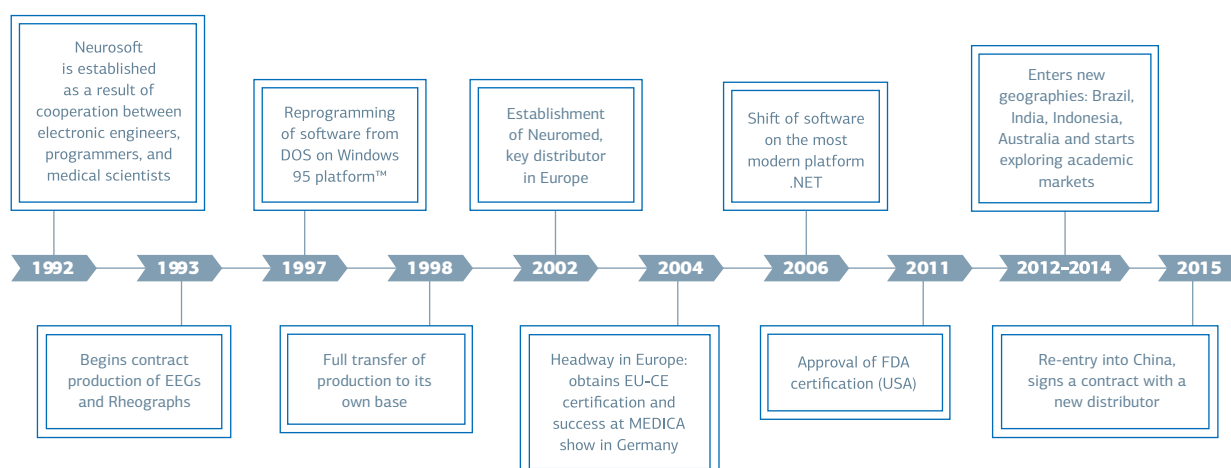 Neurosoft
is established
as a result of
cooperation between
electronic engineers,
programmers, and
medical scientists
Reprogramming
of software from
DOS on Windows
95 platform™
Establishment
of Neuromed,
key distributor
in Europe
Shift of software
on the most
modern platform
.NET
Enters new
geographies: Brazil,
India, Indonesia,
Australia and starts
exploring academic
markets
1992
1993
1997
1998
2002
2004
2006
2011
2012–2014
2015
Begins contract
production of EEGs
and Rheographs
Full transfer of
production to its
own base
Headway in Europe:
obtains EU-CE
certification and
success at MEDICA
show in Germany
Approval of FDA
certification (USA)
Re-entry into China,
signs a contract with a
new distributor